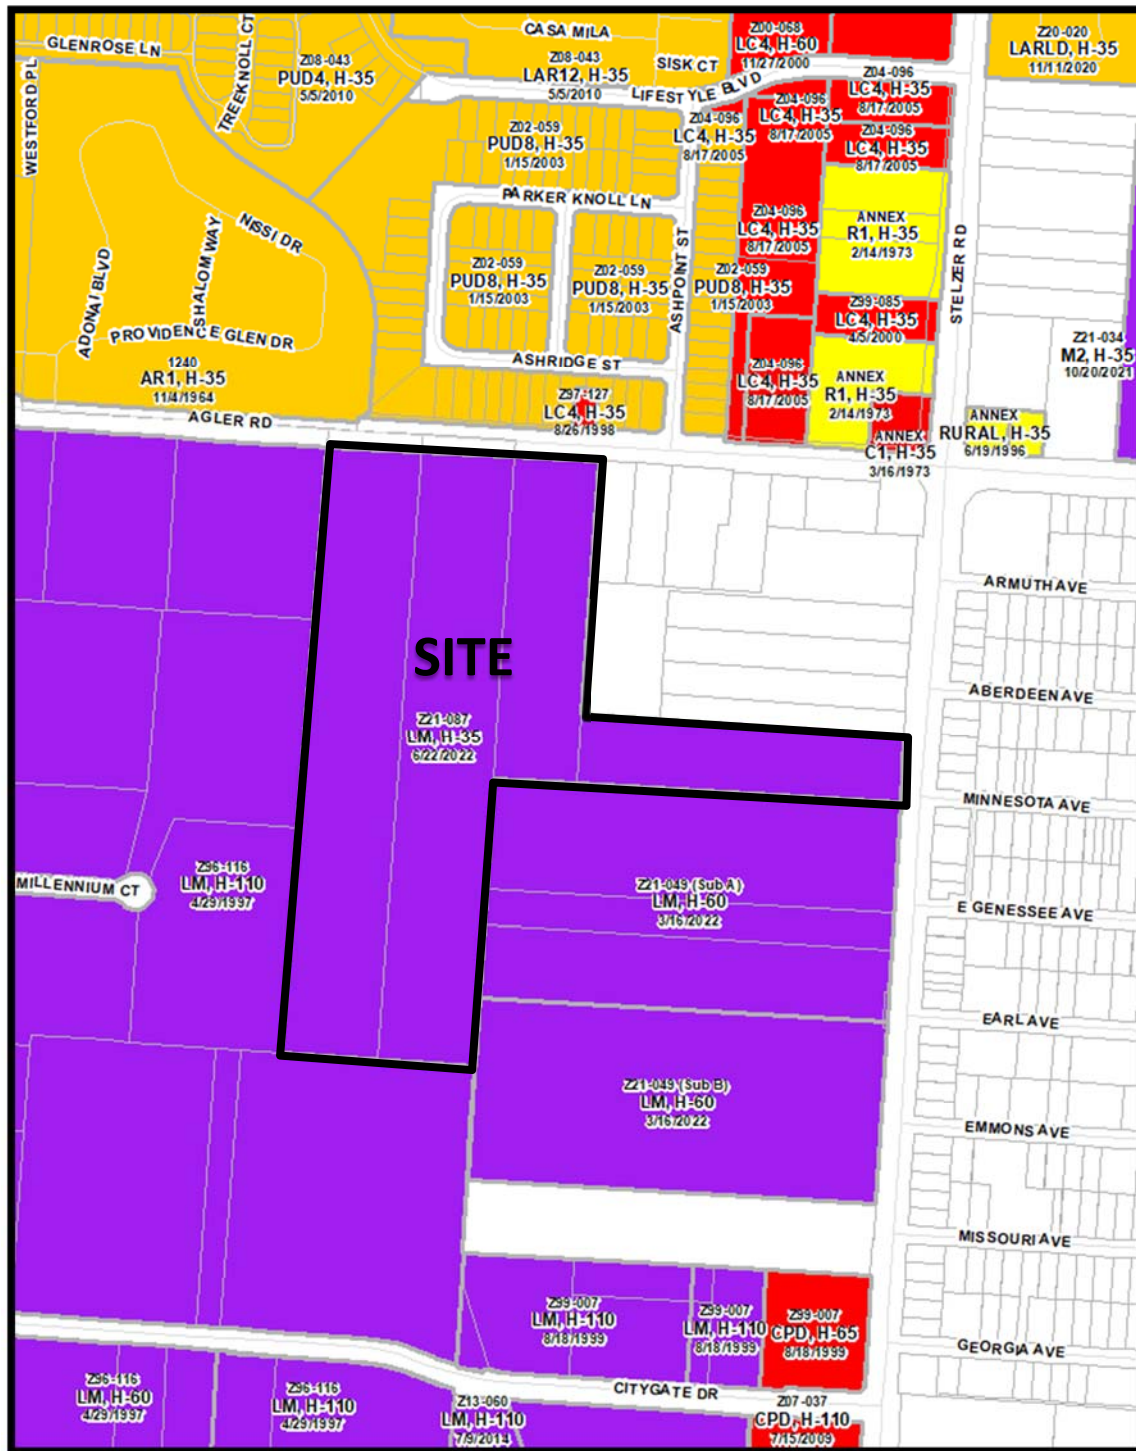 GLENROSE LN
WESTFORD PL
TREEKNOLL CT
Z08-043
PUD4, H-35
5/5/2010
CASA MILA
Z08-043
LAR12, H-35
5/5/2010
SISK CT
LIFESTYLE BLVD
Z00-068
LC4, H-60
11/27/2000
Z20-020
LARLD, H-35
11/11/2020
Z04-096
LC4, H-35
8/17/2005
Z04-096
LC4, H-35
8/17/2005
Z04-096
LC4, H-35
8/17/2005
Z04-096
LC4, H-35
8/17/2005
Z02-059
PUD8, H-35
1/15/2003
PARKER KNOLL LN
NISSI DR
SHALOM WAY
ADONAI BLVD
PROVIDENCE GLEN DR
1240
AR1, H-35
11/4/1964
Z02-059
PUD8, H-35
1/15/2003
Z02-059
PUD8, H-35
1/15/2003
ASHPOINT ST
Z02-059
PUD8, H-35
1/15/2003
Z04-096
LC4, H-35
8/17/2005
ANNEX
R1, H-35
2/14/1973
STELZER RD
Z99-085
LC4, H-35
4/5/2000
Z21-034
M2, H-35
10/20/2021
ASHRIDGE ST
Z97-127
LC4, H-35
8/26/1998
Z04-096
LC4, H-35
8/17/2005
ANNEX
R1, H-35
2/14/1973
ANNEX
C1, H-35
3/16/1973
ANNEX
RURAL, H-35
6/19/1996
AGLER RD
ARMUTH AVE
SITE
ABERDEEN AVE
Z21-087
LM, H-35
6/22/2022
MINNESOTA AVE
MILLENNIUM CT
Z96-116
LM, H-110
4/29/1997
Z21-049 (Sub A)
LM, H-60
3/16/2022
E GENESSEE AVE
EARL AVE
Z21-049 (Sub B)
LM, H-60
3/16/2022
EMMONS AVE
MISSOURI AVE
Z99-007
LM, H-110
8/18/1999
Z99-007
LM, H-110
8/18/1999
Z99-007
CPD, H-65
8/18/1999
GEORGIA AVE
CITYGATE DR
Z96-116
LM, H-60
4/29/1997
Z96-116
LM, H-110
4/29/1997
Z13-060
LM, H-110
7/9/2014
Z07-037
CPD, H-110
7/15/2009